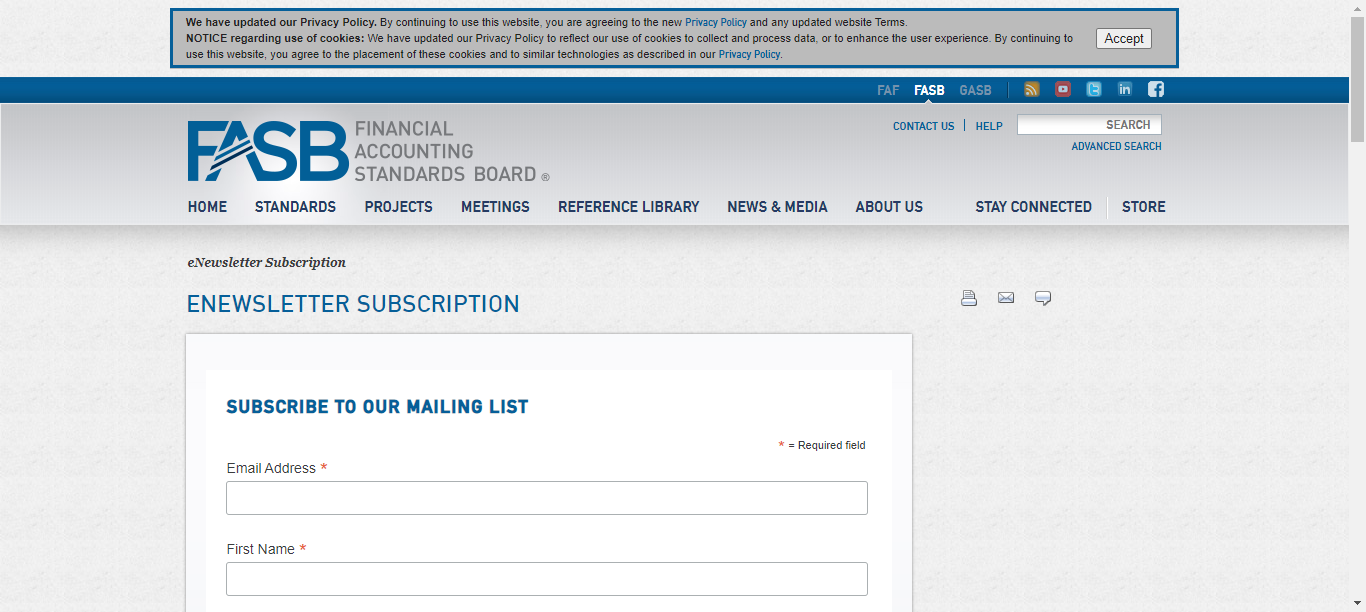 We have updated our Privacy Policy. By continuing to use this website, you are agreeing to the new Privacy Policy and any updated website Terms.
NOTICE regarding use of cookies: We have updated our Privacy Policy to reflect our use of cookies to collect and process data, or to enhance the user experience. By continuing to
use this website, you agree to the placement of these cookies and to similar technologies as described in our Privacy Policy.
Accept
FAF FASB GASB
CONTACT US HELP SEARCH
ADVANCED SEARCH
FASB
FINANCIAL
ACCOUNTING
STANDARDS BOARD ®
HOME STANDARDS PROJECTS MEETINGS REFERENCE LIBRARY NEWS & MEDIA ABOUT US STAY CONNECTED STORE
eNewsletter Subscription
ENEWSLETTER SUBSCRIPTION
SUBSCRIBE TO OUR MAILING LIST
* = Required field
Email Address *
First Name *